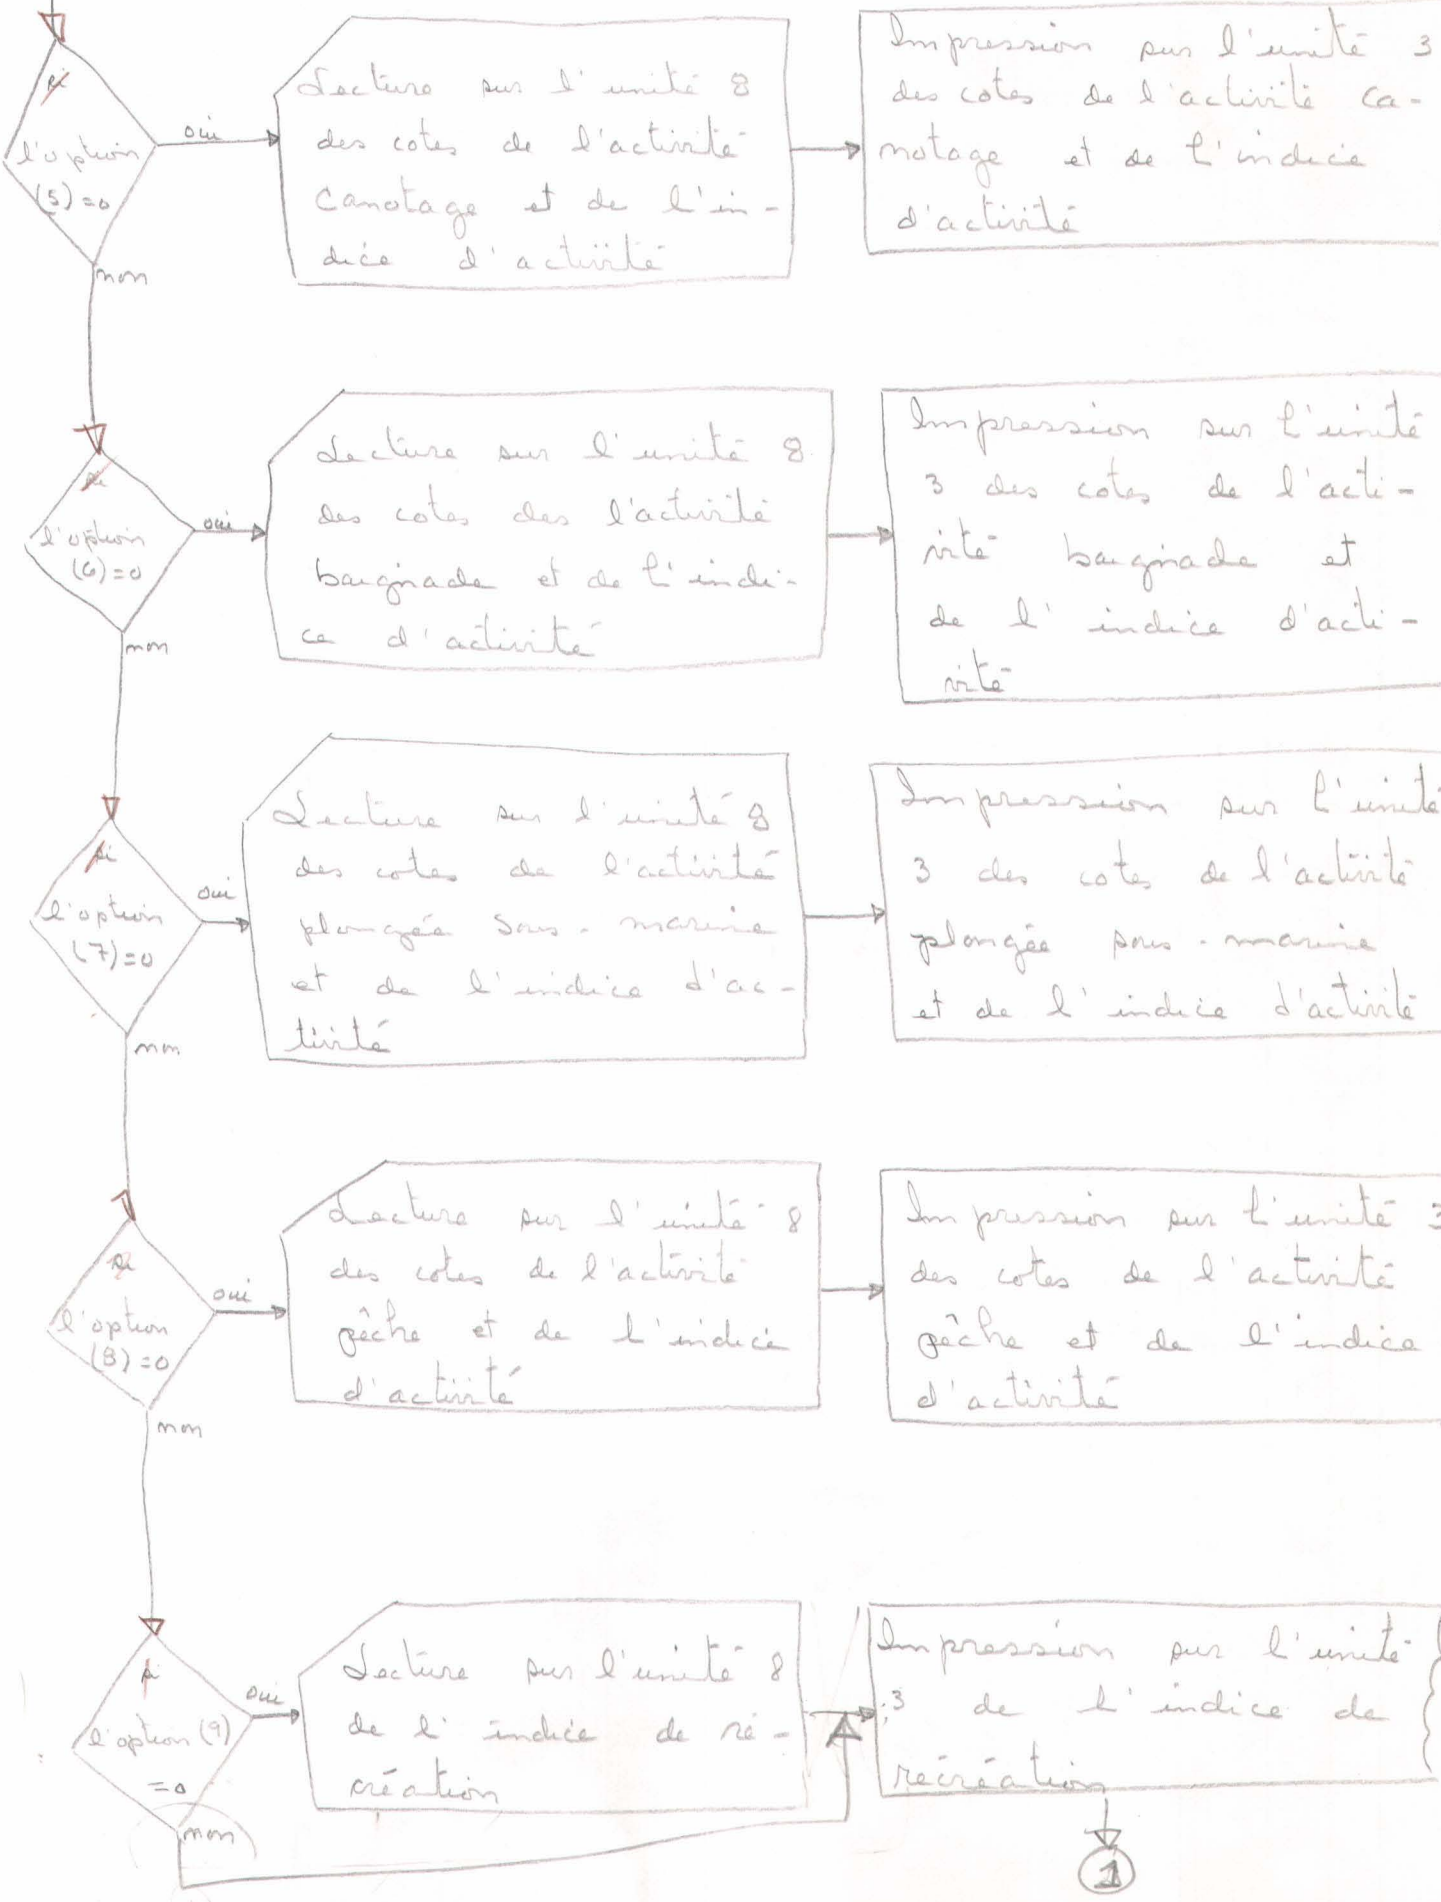 si
l'option
(5)=0
oui
non
Lecture sur l'unité 8
des cotes de l'activité
canotage et de l'in-
dice d'activité
Impression sur l'unité 3
des cotes de l'activité ca-
notage et de l'indice
d'activité
si
l'option
(6)=0
oui
non
Lecture sur l'unité 8
des cotes des l'activité
baignade et de l'indi-
ce d'activité
Impression sur l'unité
3 des cotes de l'acti-
vité baignade et
de l'indice d'acti-
vité
si
l'option
(7)=0
oui
non
Lecture sur l'unité 8
des cotes de l'activité
plongée sous-marine
et de l'indice d'ac-
tivité
Impression sur l'unité
3 des cotes de l'activité
plongée sous-marine
et de l'indice d'activité
si
l'option
(8)=0
oui
non
Lecture sur l'unité 8
des cotes de l'activité
pêche et de l'indice
d'activité
Impression sur l'unité 3
des cotes de l'activité
pêche et de l'indice
d'activité
si
l'option (9)
=0
oui
non
Lecture sur l'unité 8
de l'indice de ré-
création
Impression sur l'unité
3 de l'indice de
récréation
1